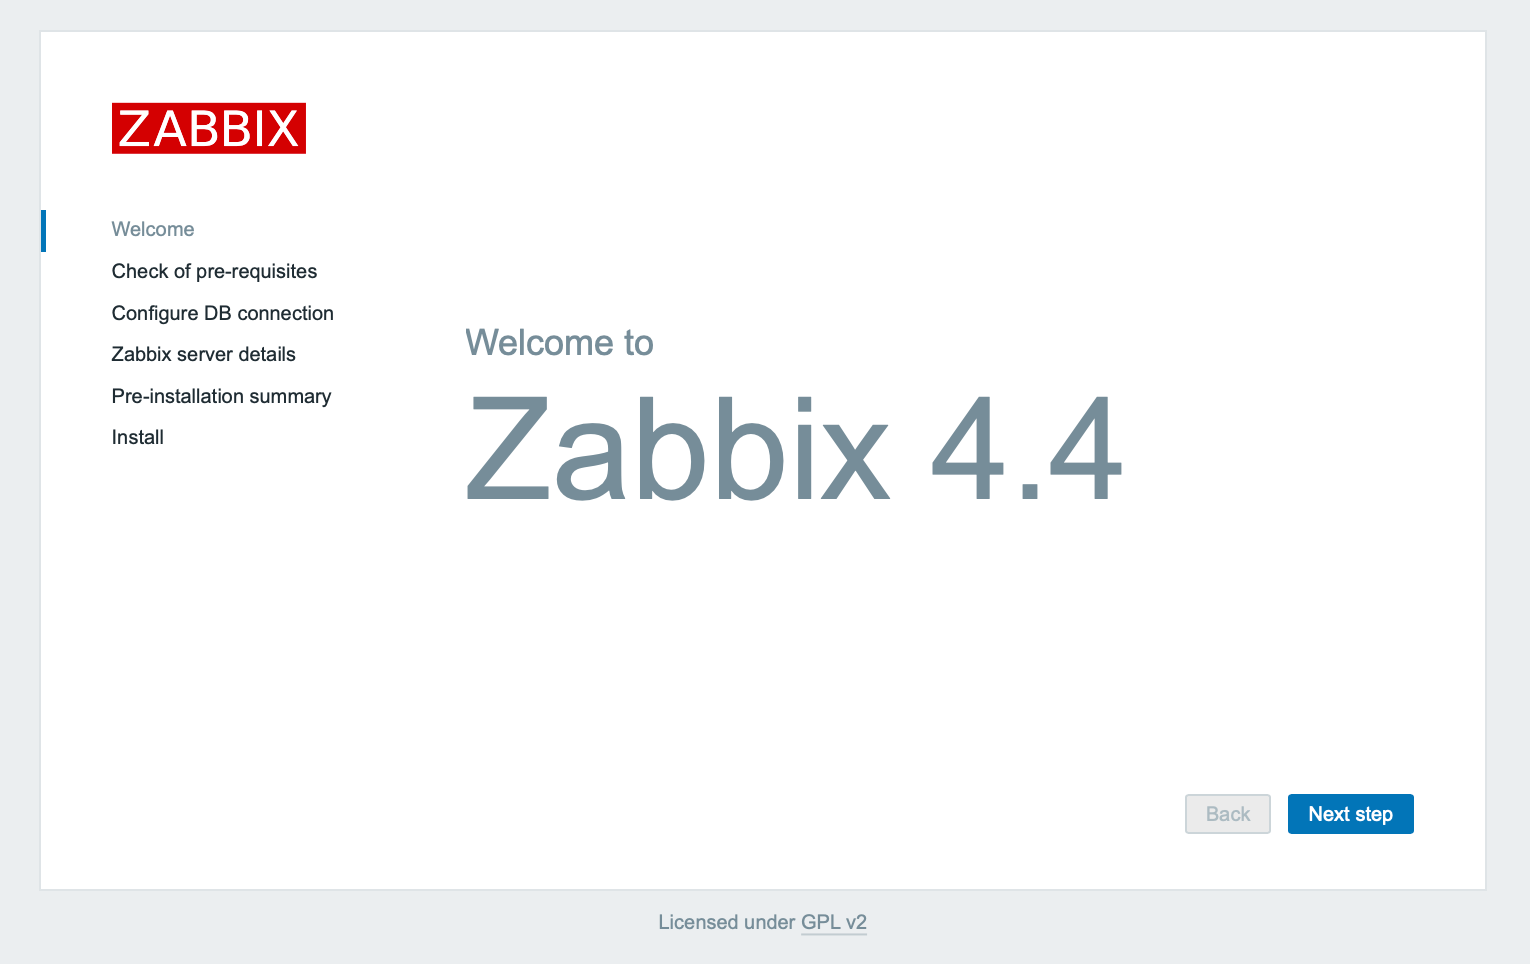 ZABBIX
Welcome
Check of pre-requisites
Configure DB connection
Zabbix server details
Pre-installation summary
Install
Welcome to
Zabbix 4.4
Back
Next step
Licensed under GPL v2